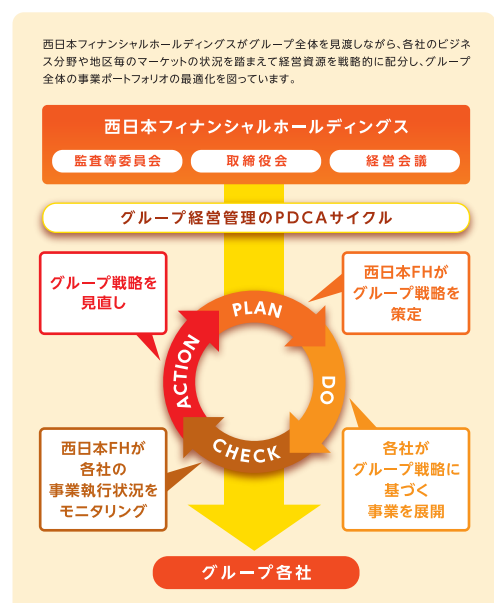 西日本フィナンシャルホールディングスがグループ全体を見渡しながら、各社のビジネ
ス分野や地区毎のマーケットの状況を踏まえて経営資源を戦略的に配分し、グループ
全体の事業ポートフォリオの最適化を図っています。
西日本フィナンシャルホールディングス
監査等委員会
取締役会
経営会議
グループ経営管理のPDCAサイクル
グループ戦略を
見直し
西日本FHが
グループ戦略を
策定
PLAN
DO
CHECK
ACTION
西日本FHが
各社の
事業執行状況を
モニタリング
各社が
グループ戦略に
基づく
事業を展開
グループ各社